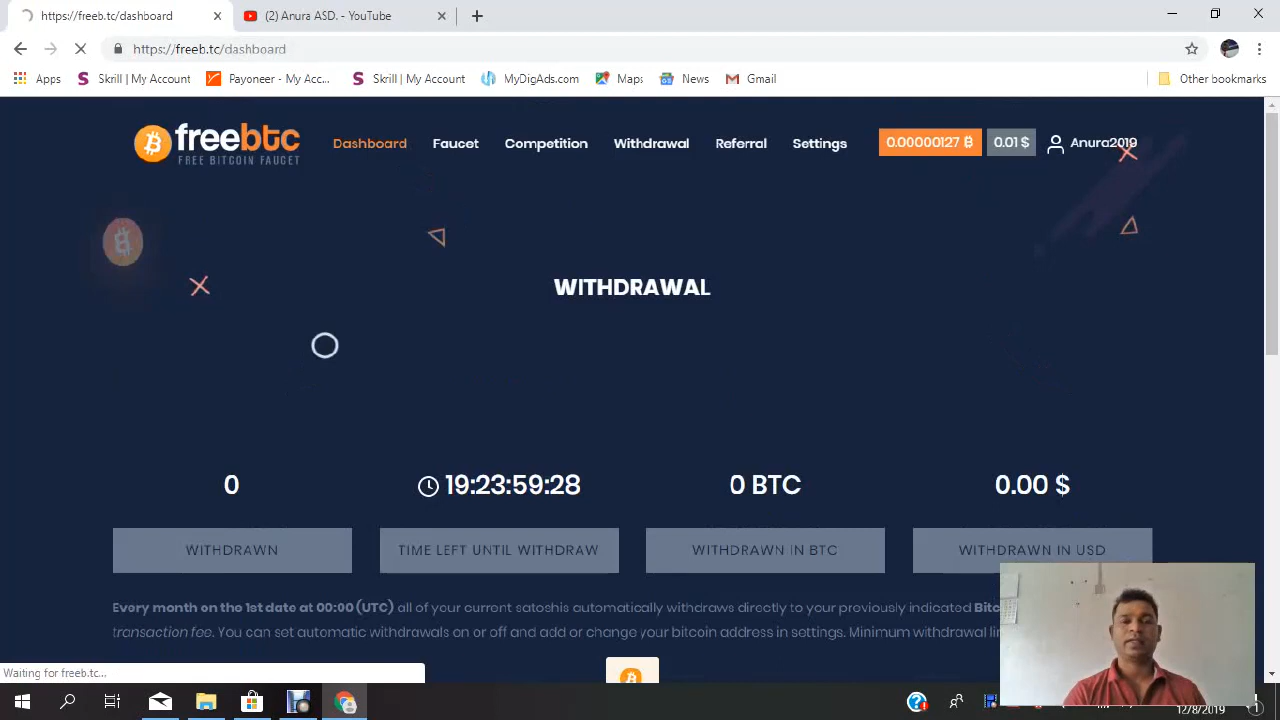 https://freeb.tc/dashboard
(2) Anura ASD. - YouTube
https://freeb.tc/dashboard
Apps
Skrill | My Account
Payoneer - My Acc...
Skrill | My Account
MyDigAds.com
Maps
News
Gmail
Other bookmarks
freebtc
FREE BITCOIN FAUCET
Dashboard
Faucet
Competition
Withdrawal
Referral
Settings
0.00000127 ₿
0.01 $
Anura2019
WITHDRAWAL
0
19:23:59:28
0 BTC
0.00 $
WITHDRAWN
TIME LEFT UNTIL WITHDRAW
WITHDRAWN IN BTC
WITHDRAWN IN USD
Every month on the 1st date at 00:00 (UTC) all of your current satoshis automatically withdraws directly to your previously indicated
transaction fee. You can set automatic withdrawals on or off and add or change your bitcoin address in settings. Minimum withdrawal
Waiting for freeb.tc...
12/8/2019